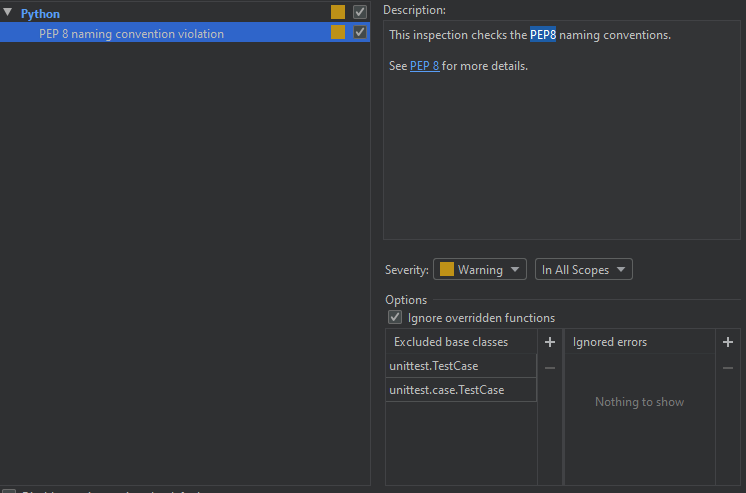 Python
PEP 8 naming convention violation
Description:
This inspection checks the PEP8 naming conventions.
See PEP 8 for more details.
Severity:
Warning
In All Scopes
Options
Ignore overridden functions
Excluded base classes
unittest.TestCase
unittest.case.TestCase
Ignored errors
Nothing to show